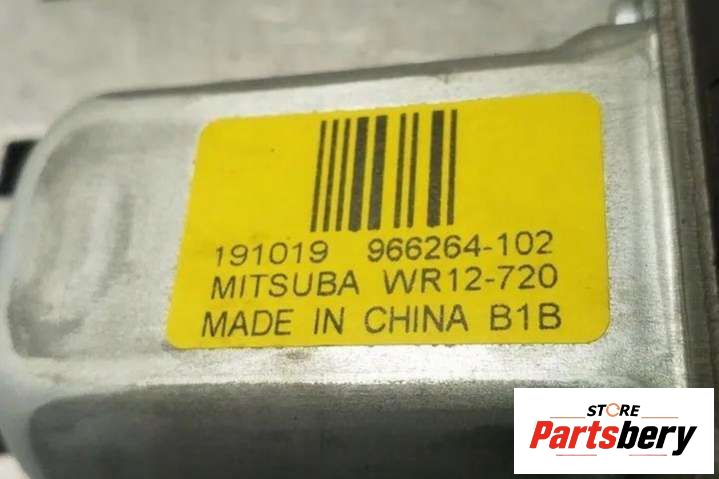 191019 966264-102
MITSUBA WR12-720
MADE IN CHINA B1B
STORE
Partsbery